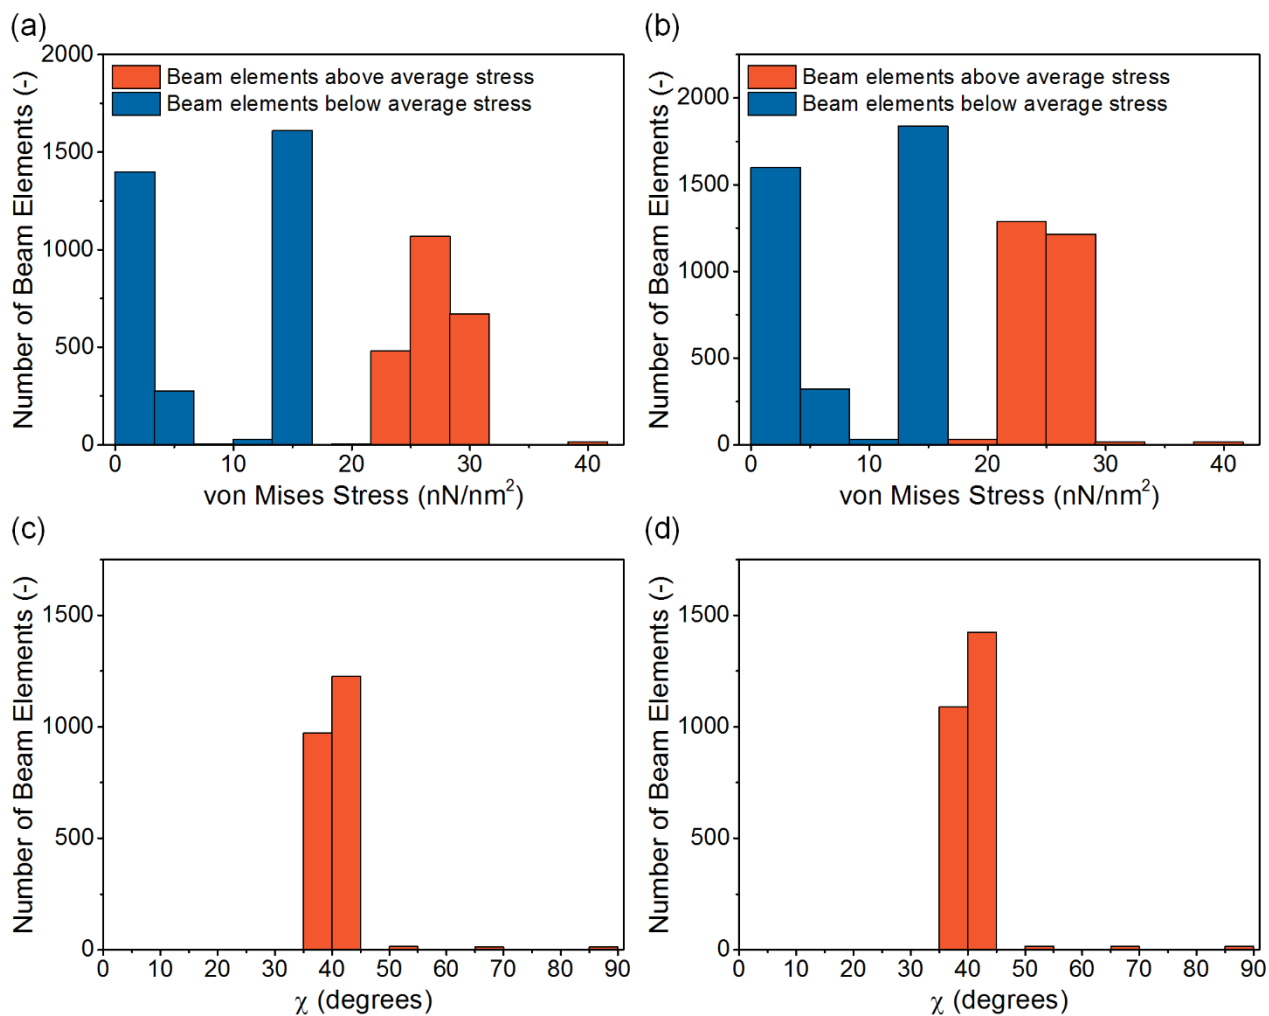 (a)
2000
1500
1000
500
0
Number of Beam Elements (-)
Beam elements above average stress
Beam elements below average stress
0 10 20 30 40
von Mises Stress (nN/nm²)
(b)
2000
1500
1000
500
0
Number of Beam Elements (-)
Beam elements above average stress
Beam elements below average stress
0 10 20 30 40
von Mises Stress (nN/nm²)
(c)
1500
1000
500
0
Number of Beam Elements (-)
0 10 20 30 40 50 60 70 80 90
χ (degrees)
(d)
1500
1000
500
0
Number of Beam Elements (-)
0 10 20 30 40 50 60 70 80 90
χ (degrees)